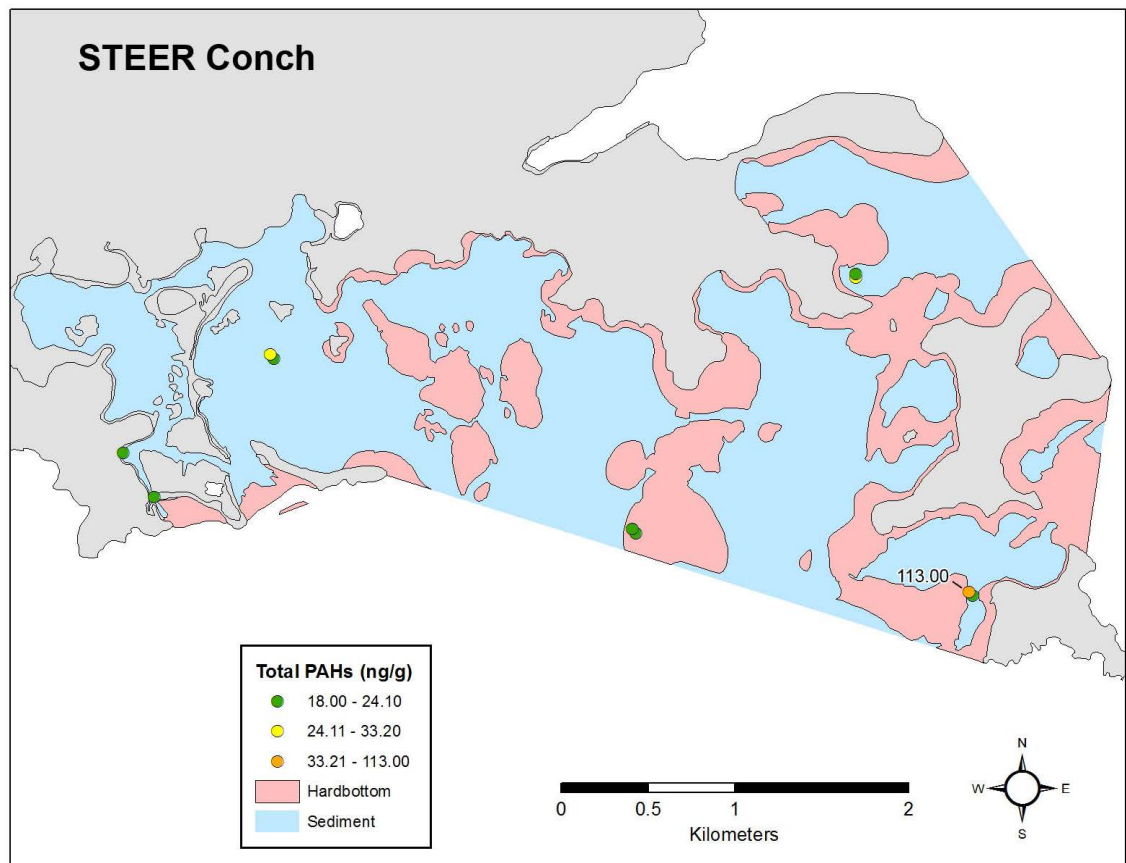 STEER Conch
113.00
Total PAHs (ng/g)
18.00 - 24.10
24.11 - 33.20
33.21 - 113.00
Hardbottom
Sediment
0 0.5 1 2
Kilometers
N
W E
S